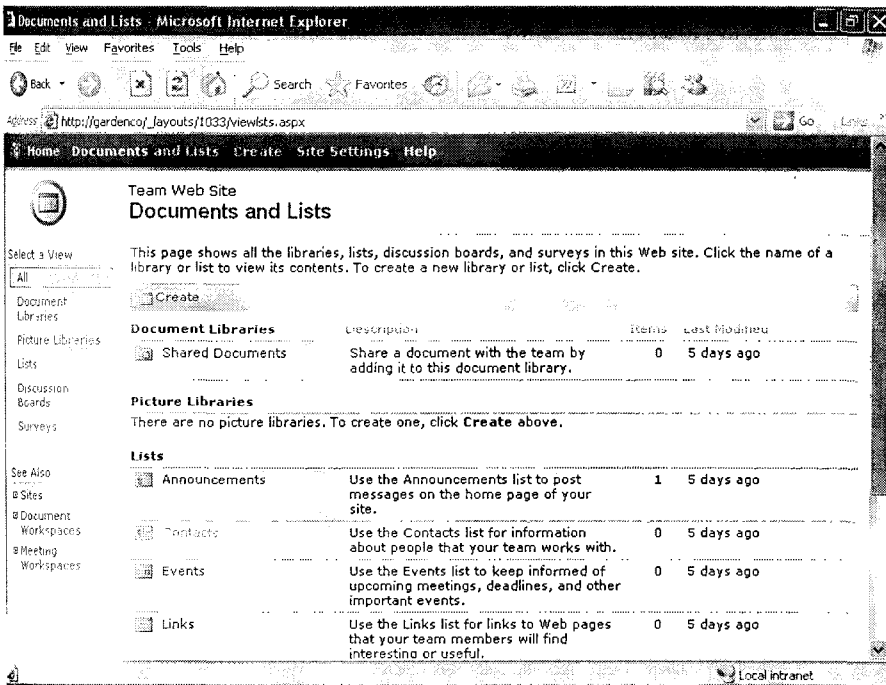 Documents and Lists - Microsoft Internet Explorer
File Edit View Favorites Tools Help
Back Search Favorites
Address http://gardenco/_layouts/1033/viewlsts.aspx Go Links
Home Documents and Lists Create Site Settings Help
Team Web Site
Documents and Lists
Select a View
All
Document
Libraries
Picture Libraries
Lists
Discussion
Boards
Surveys
See Also
Sites
Document
Workspaces
Meeting
Workspaces
This page shows all the libraries, lists, discussion boards, and surveys in this Web site. Click the name of a
library or list to view its contents. To create a new library or list, click Create.
Create
Document Libraries Description Items Last Modified
Shared Documents Share a document with the team by 0 5 days ago
adding it to this document library.
Picture Libraries
There are no picture libraries. To create one, click Create above.
Lists
Announcements Use the Announcements list to post 1 5 days ago
messages on the home page of your
site.
Contacts Use the Contacts list for information 0 5 days ago
about people that your team works with.
Events Use the Events list to keep informed of 0 5 days ago
upcoming meetings, deadlines, and other
important events.
Links Use the Links list for links to Web pages 0 5 days ago
that your team members will find
interesting or useful.
Local intranet